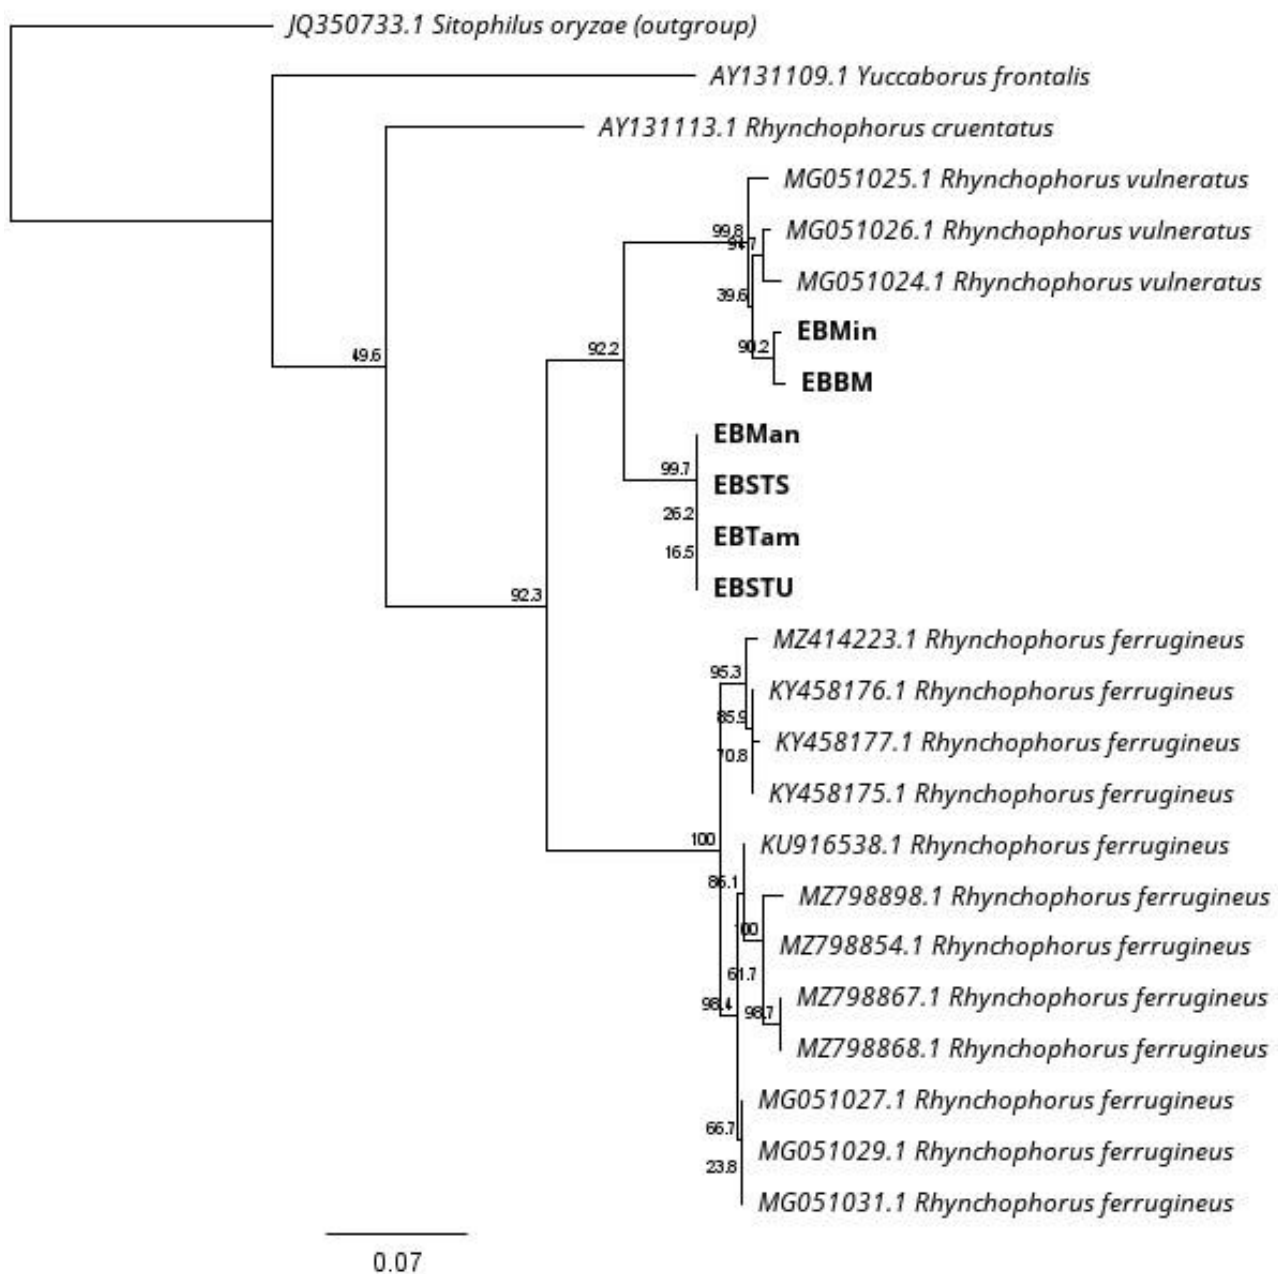 JQ350733.1 Sitophilus oryzae (outgroup)
AY131109.1 Yuccaborus frontalis
AY131113.1 Rhynchophorus cruentatus
MG051025.1 Rhynchophorus vulneratus
99.8
MG051026.1 Rhynchophorus vulneratus
94.7
MG051024.1 Rhynchophorus vulneratus
39.6
EBMin
90.2
92.2
49.6
EBBM
EBMan
99.7
EBSTS
26.2
EBTam
16.5
EBSTU
92.3
MZ414223.1 Rhynchophorus ferrugineus
95.3
KY458176.1 Rhynchophorus ferrugineus
85.9
KY458177.1 Rhynchophorus ferrugineus
70.8
KY458175.1 Rhynchophorus ferrugineus
100
KU916538.1 Rhynchophorus ferrugineus
86.1
MZ798898.1 Rhynchophorus ferrugineus
100
MZ798854.1 Rhynchophorus ferrugineus
61.7
MZ798867.1 Rhynchophorus ferrugineus
98.4
98.7
MZ798868.1 Rhynchophorus ferrugineus
MG051027.1 Rhynchophorus ferrugineus
66.7
MG051029.1 Rhynchophorus ferrugineus
23.8
MG051031.1 Rhynchophorus ferrugineus
0.07